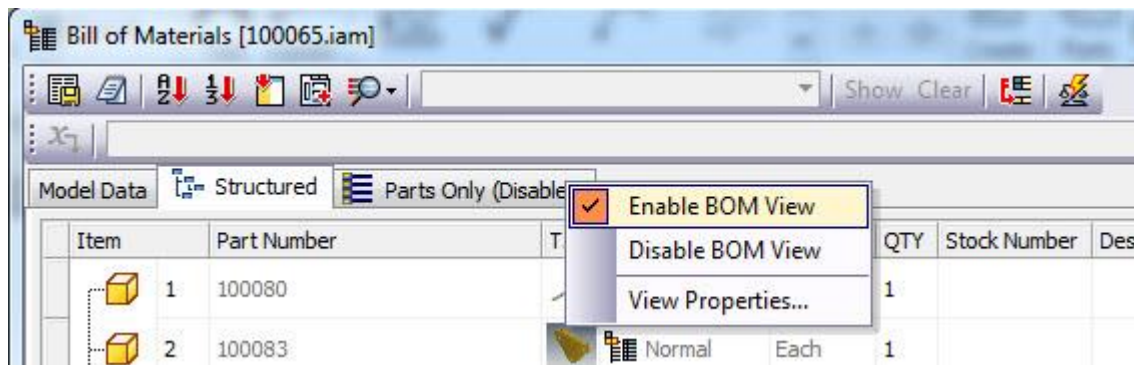 Bill of Materials [100065.iam]
Show Clear
Model Data Structured Parts Only (Disable
Enable BOM View
Disable BOM View
View Properties...
Item Part Number T QTY Stock Number Des
1 100080 1
2 100083 Normal Each 1